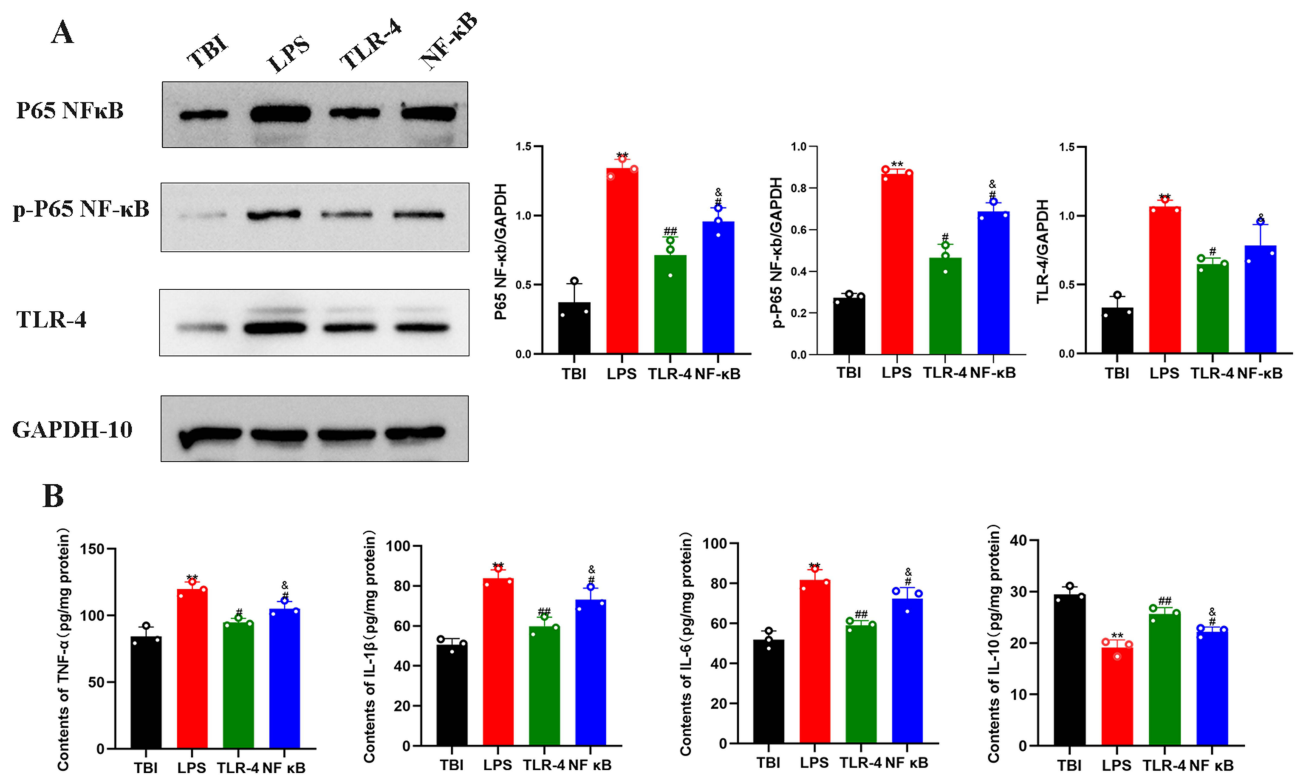 A
TBI LPS TLR-4 NF-κB
P65 NFκB
p-P65 NF-κB
TLR-4
GAPDH-10
P65 NF-κb/GAPDH
1.5
1.0
0.5
0.0
**
##
&
#
TBI LPS TLR-4 NF-κB
p-P65 NF-κb/GAPDH
1.0
0.8
0.6
0.4
0.2
0.0
**
#
&
#
TBI LPS TLR-4 NF-κB
TLR-4/GAPDH
1.5
1.0
0.5
0.0
**
#
&
TBI LPS TLR-4 NF-κB
B
Contents of TNF-α(pg/mg protein)
150
100
50
0
**
#
&
#
TBI LPS TLR-4 NF κB
Contents of IL-1β(pg/mg protein)
100
80
60
40
20
0
**
##
&
#
TBI LPS TLR-4 NF κB
Contents of IL-6(pg/mg protein)
100
80
60
40
20
0
**
##
&
#
TBI LPS TLR-4 NF κB
Contents of IL-10(pg/mg protein)
40
30
20
10
0
**
##
&
#
TBI LPS TLR-4 NF κB